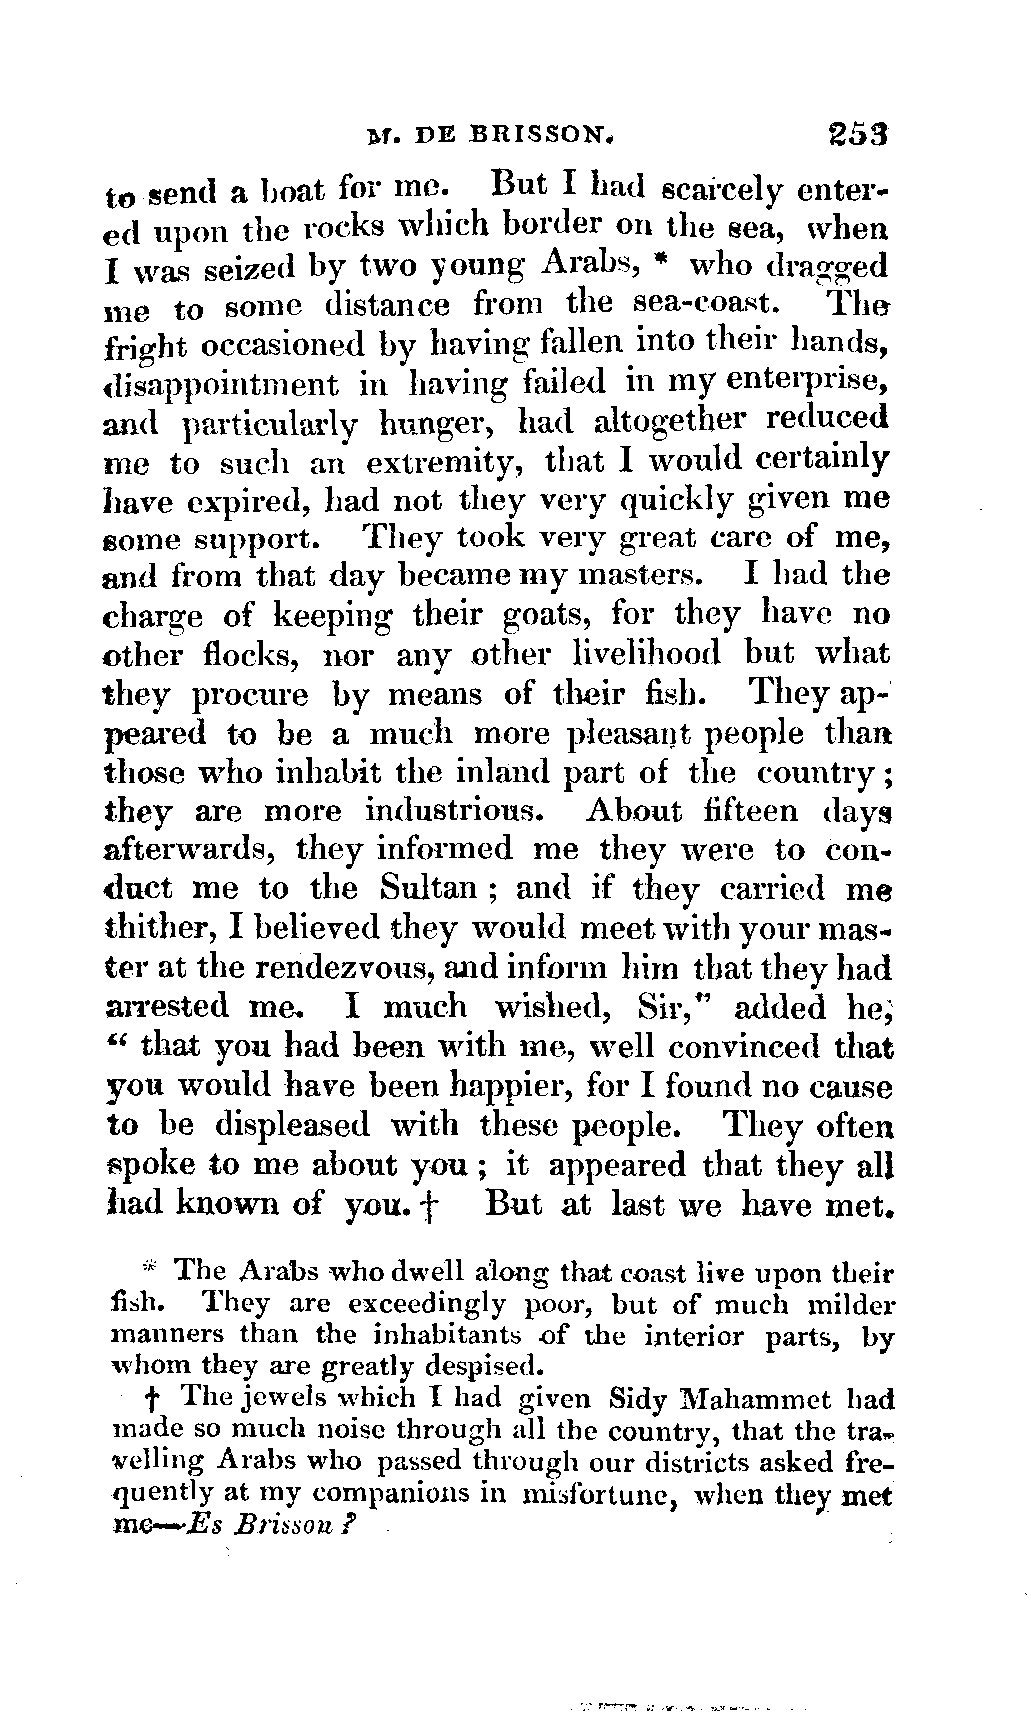 M. DE BRISSON. 253
to send a boat for me. But I had scarcely enter-
ed upon the rocks which border on the sea, when
I was seized by two young Arabs, * who dragged
me to some distance from the sea-coast. The
fright occasioned by having fallen into their hands,
disappointment in having failed in my enterprise,
and particularly hunger, had altogether reduced
me to such an extremity, that I would certainly
have expired, had not they very quickly given me
some support. They took very great care of me,
and from that day became my masters. I had the
charge of keeping their goats, for they have no
other flocks, nor any other livelihood but what
they procure by means of their fish. They ap-
peared to be a much more pleasant people than
those who inhabit the inland part of the country;
they are more industrious. About fifteen days
afterwards, they informed me they were to con-
duct me to the Sultan; and if they carried me
thither, I believed they would meet with your mas-
ter at the rendezvous, and inform him that they had
arrested me. I much wished, Sir," added he,
" that you had been with me, well convinced that
you would have been happier, for I found no cause
to be displeased with these people. They often
spoke to me about you; it appeared that they all
had known of you. † But at last we have met.
* The Arabs who dwell along that coast live upon their
fish. They are exceedingly poor, but of much milder
manners than the inhabitants of the interior parts, by
whom they are greatly despised.
† The jewels which I had given Sidy Mahammet had
made so much noise through all the country, that the tra-
velling Arabs who passed through our districts asked fre-
quently at my companions in misfortune, when they met
me—Es Brisson?